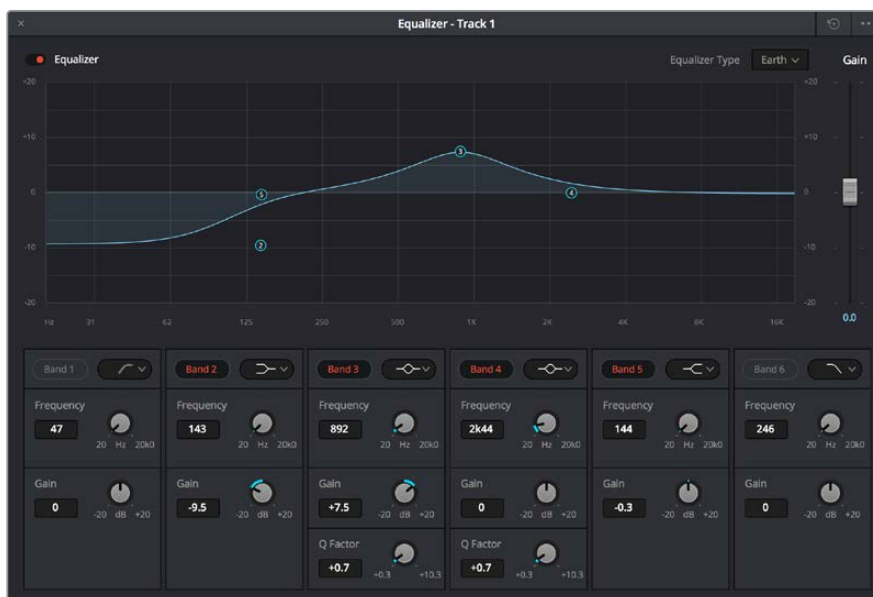 Equalizer - Track 1
Equalizer
Equalizer Type
Earth
Gain
+20
+20
+10
+10
0
0
-10
-10
-20
-20
5
2
3
4
Hz 31 62 125 250 500 1K 2K 4K 8K 16K
0.0
Band 1 Band 2 Band 3 Band 4 Band 5 Band 6
Frequency Frequency Frequency Frequency Frequency Frequency
47 143 892 2k44 144 246
20 Hz 20k0 20 Hz 20k0 20 Hz 20k0 20 Hz 20k0 20 Hz 20k0 20 Hz 20k0
Gain Gain Gain Gain Gain Gain
0 -9.5 +7.5 0 -0.3 0
-20 dB +20 -20 dB +20 -20 dB +20 -20 dB +20 -20 dB +20 -20 dB +20
Q Factor Q Factor
+0.7 +0.7
+0.3 +10.3 +0.3 +10.3